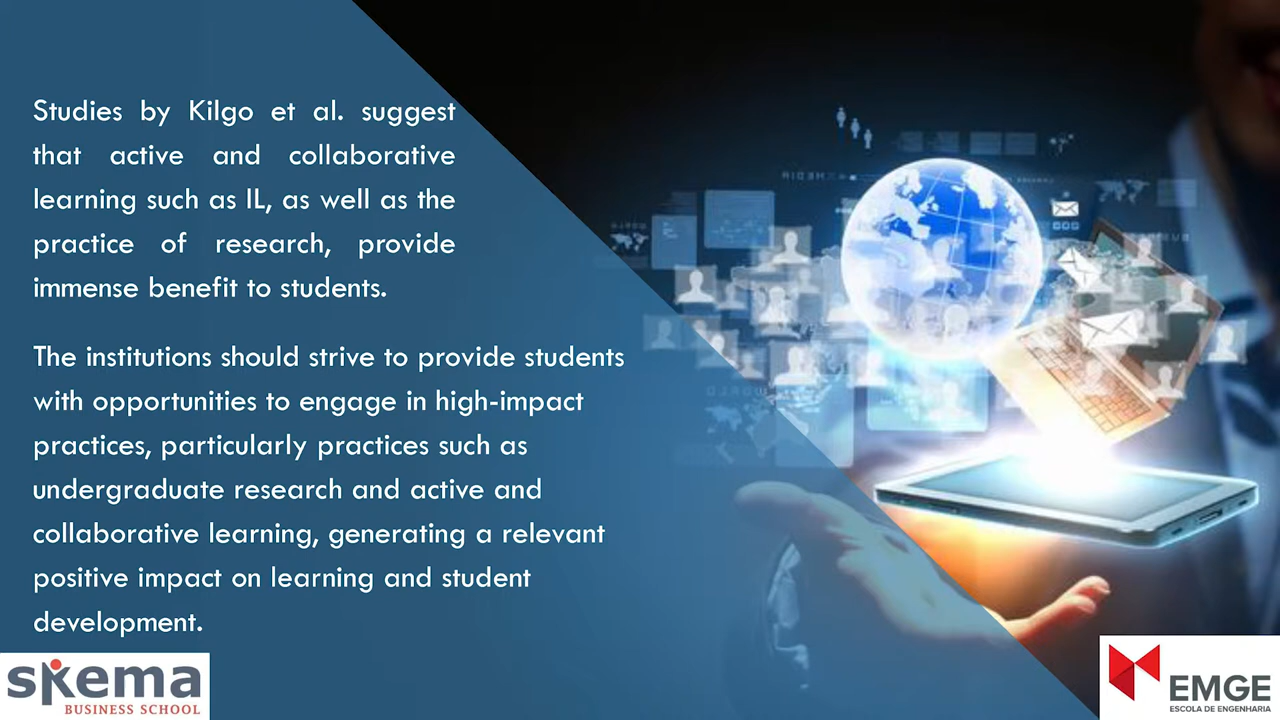 Studies by Kilgo et al. suggest
that active and collaborative
learning such as IL, as well as the
practice of research, provide
immense benefit to students.
The institutions should strive to provide students
with opportunities to engage in high-impact
practices, particularly practices such as
undergraduate research and active and
collaborative learning, generating a relevant
positive impact on learning and student
development.
skema
BUSINESS SCHOOL
EMGE
ESCOLA DE ENGENHARIA